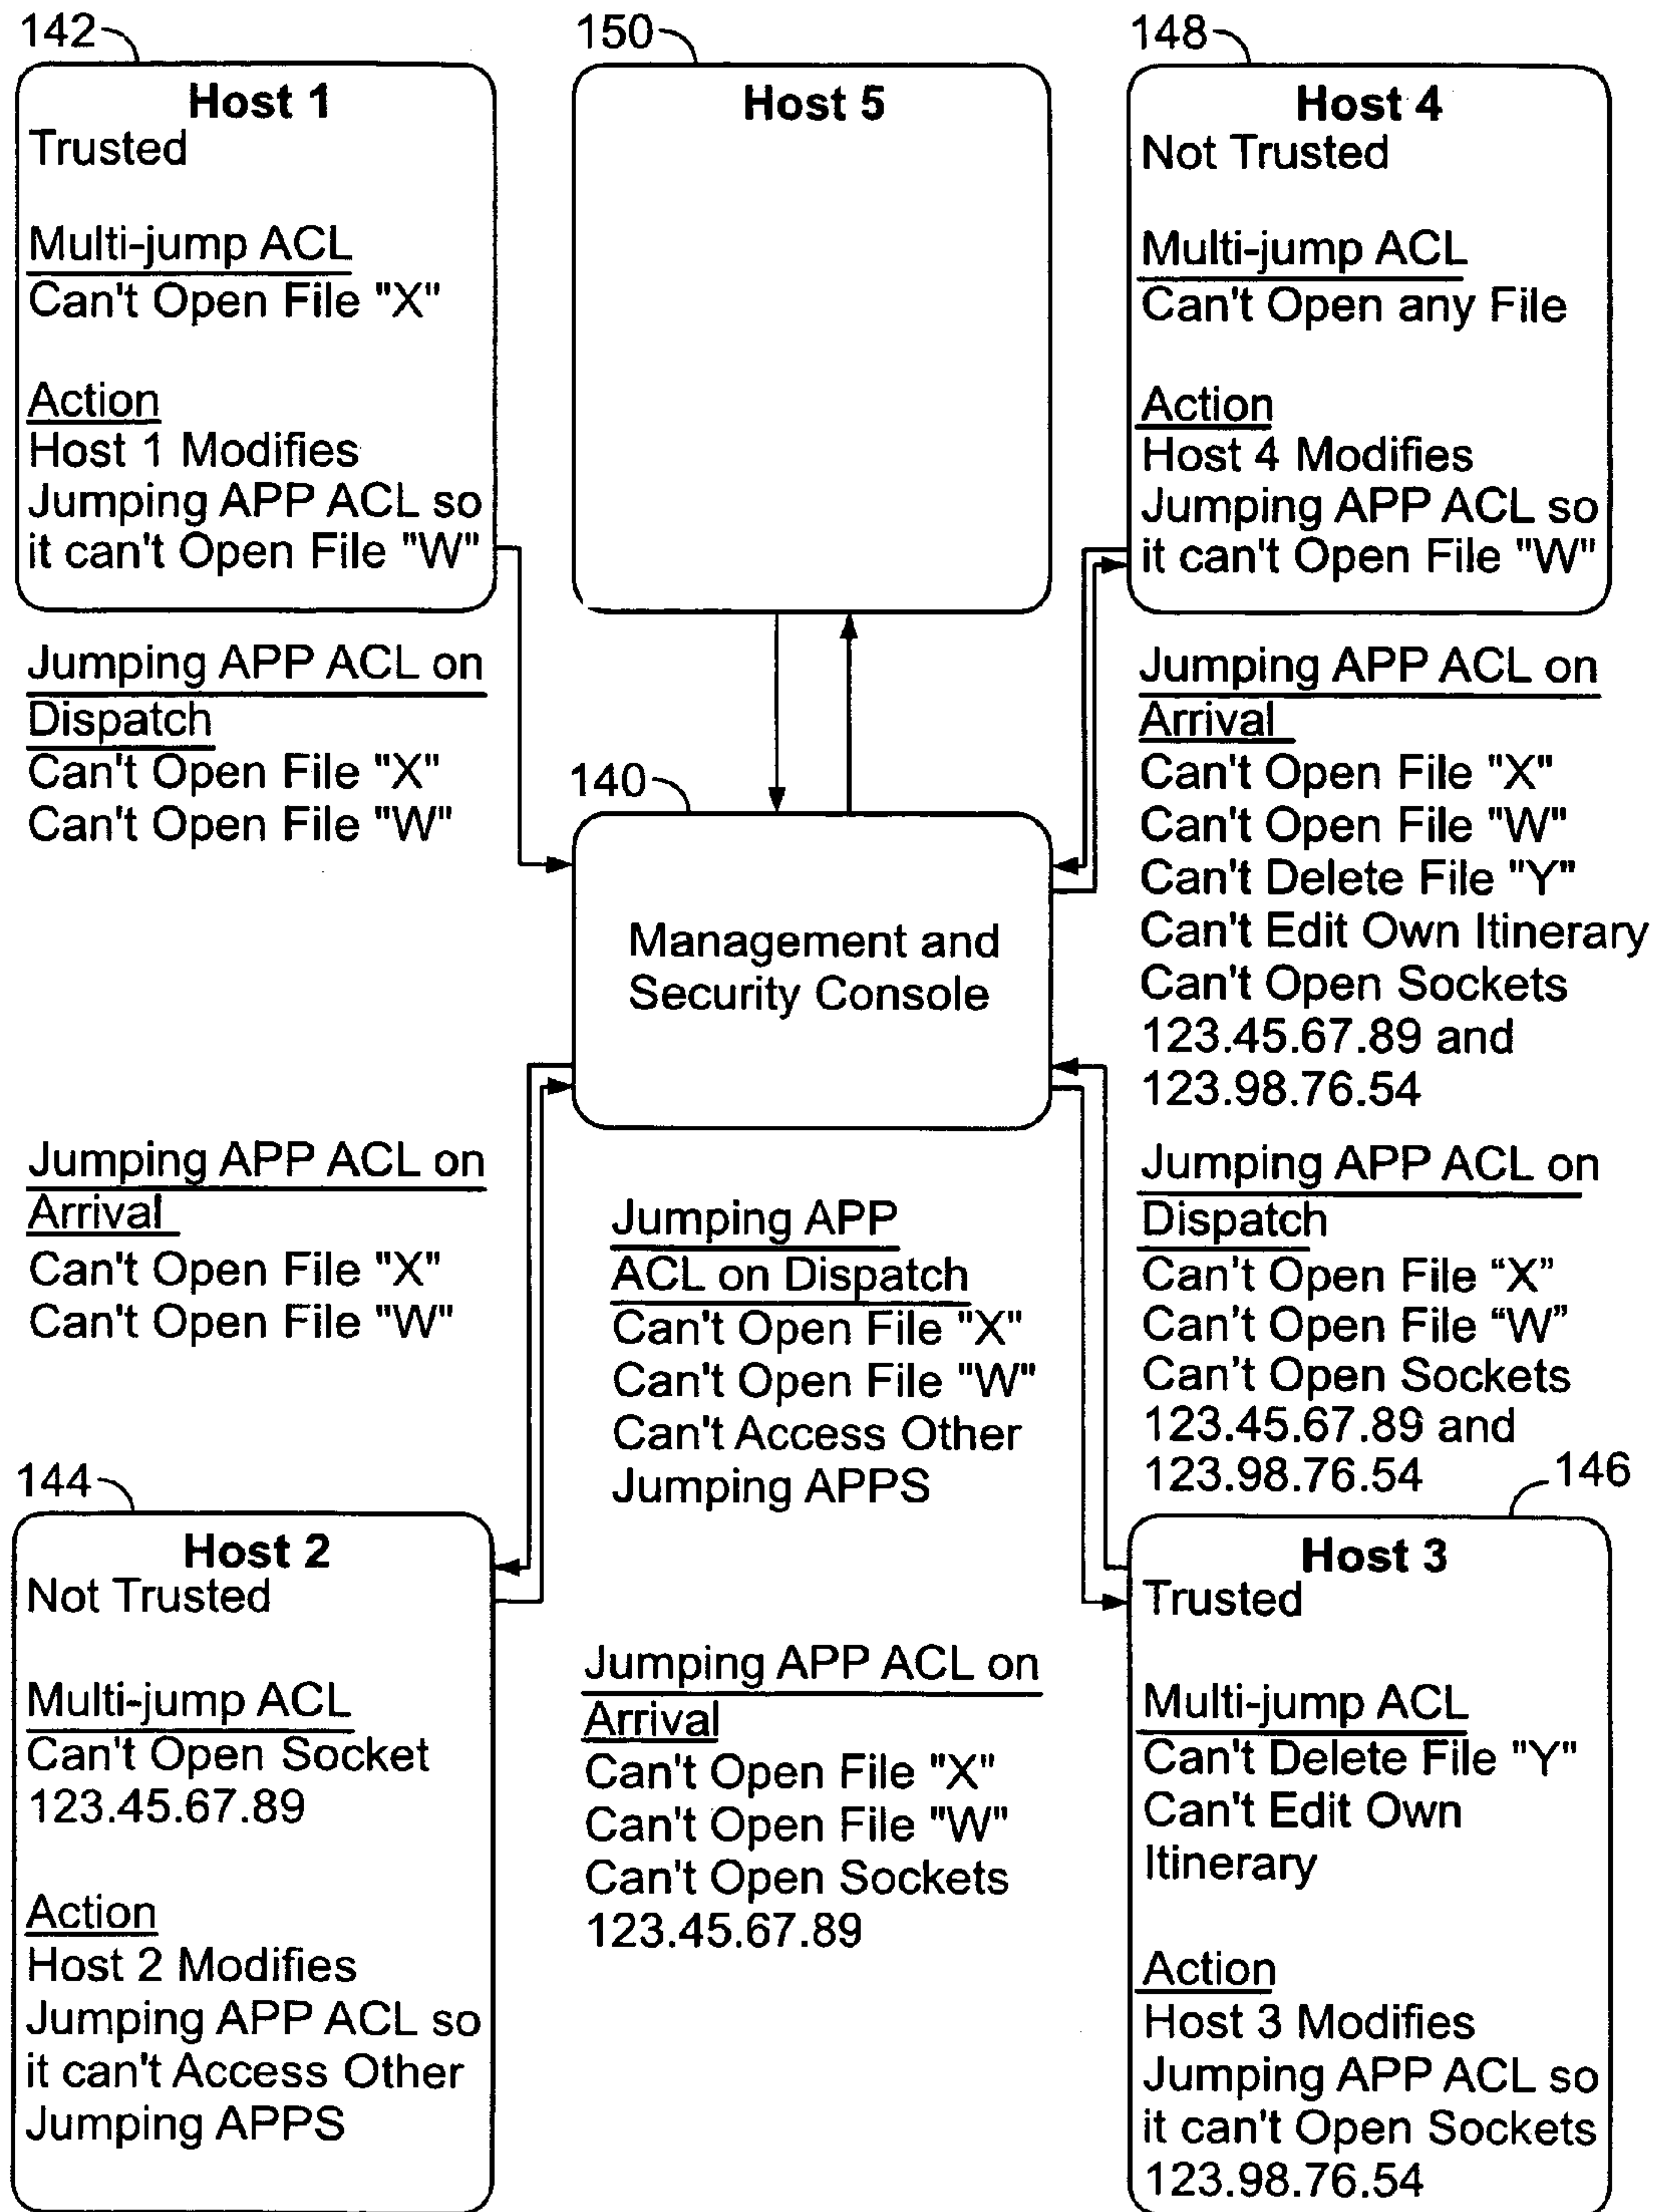 142
Host 1
Trusted
Multi-jump ACL
Can't Open File "X"
Action
Host 1 Modifies
Jumping APP ACL so
it can't Open File "W"
Jumping APP ACL on
Dispatch
Can't Open File "X"
Can't Open File "W"
150
Host 5
148
Host 4
Not Trusted
Multi-jump ACL
Can't Open any File
Action
Host 4 Modifies
Jumping APP ACL so
it can't Open File "W"
Jumping APP ACL on
Arrival
Can't Open File "X"
Can't Open File "W"
Can't Delete File "Y"
Can't Edit Own Itinerary
Can't Open Sockets
123.45.67.89 and
123.98.76.54
140
Management and
Security Console
Jumping APP ACL on
Arrival
Can't Open File "X"
Can't Open File "W"
Jumping APP
ACL on Dispatch
Can't Open File "X"
Can't Open File "W"
Can't Access Other
Jumping APPS
Jumping APP ACL on
Dispatch
Can't Open File “X”
Can't Open File “W”
Can't Open Sockets
123.45.67.89 and
123.98.76.54
144
Host 2
Not Trusted
Multi-jump ACL
Can't Open Socket
123.45.67.89
Action
Host 2 Modifies
Jumping APP ACL so
it can't Access Other
Jumping APPS
Jumping APP ACL on
Arrival
Can't Open File "X"
Can't Open File "W"
Can't Open Sockets
123.45.67.89
146
Host 3
Trusted
Multi-jump ACL
Can't Delete File "Y"
Can't Edit Own
Itinerary
Action
Host 3 Modifies
Jumping APP ACL so
it can't Open Sockets
123.98.76.54